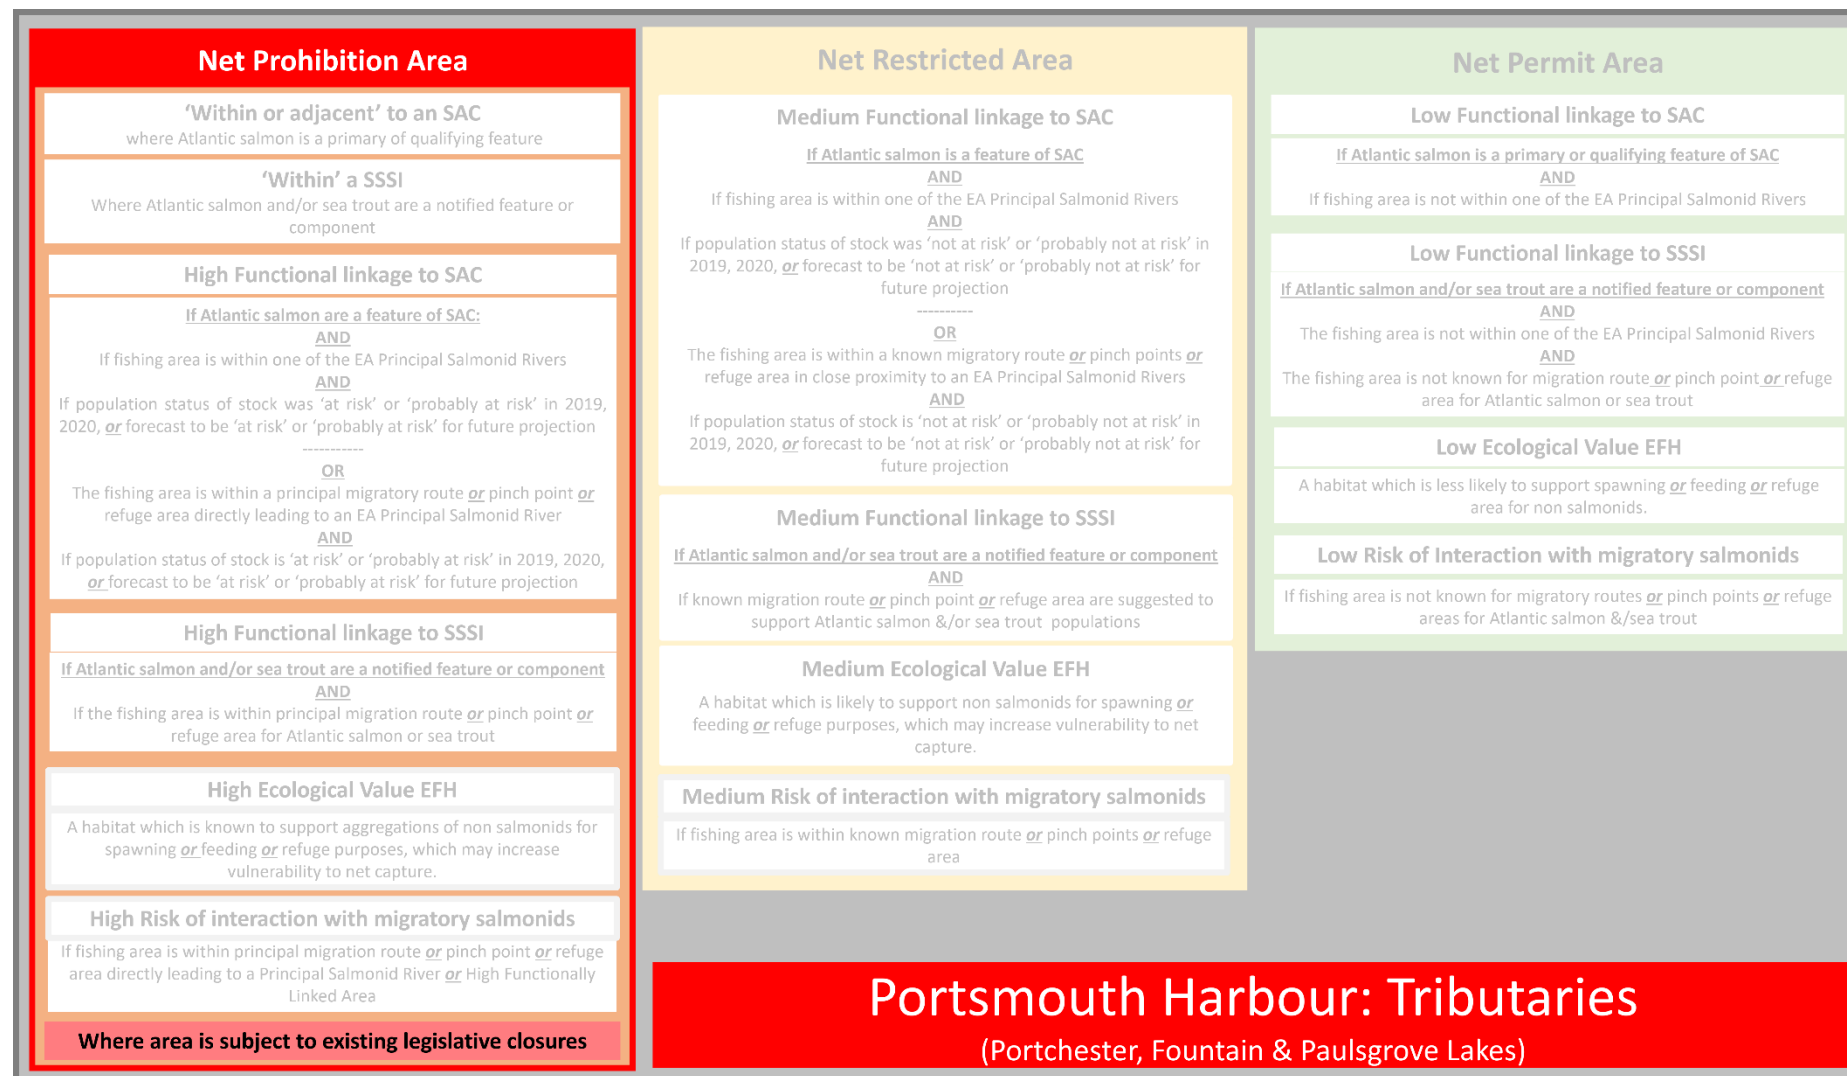 Net Prohibition Area
'Within or adjacent' to an SAC
where Atlantic salmon is a primary of qualifying feature
'Within' a SSSI
Where Atlantic salmon and/or sea trout are a notified feature or
component
High Functional linkage to SAC
If Atlantic salmon are a feature of SAC:
AND
If fishing area is within one of the EA Principal Salmonid Rivers
AND
If population status of stock was 'at risk' or 'probably at risk' in 2019,
2020, or forecast to be 'at risk' or 'probably at risk' for future projection
-----------
OR
The fishing area is within a principal migratory route or pinch point or
refuge area directly leading to an EA Principal Salmonid River
AND
If population status of stock is 'at risk' or 'probably at risk' in 2019, 2020,
or forecast to be 'at risk' or 'probably at risk' for future projection
High Functional linkage to SSSI
If Atlantic salmon and/or sea trout are a notified feature or component
AND
If the fishing area is within principal migration route or pinch point or
refuge area for Atlantic salmon or sea trout
High Ecological Value EFH
A habitat which is known to support aggregations of non salmonids for
spawning or feeding or refuge purposes, which may increase
vulnerability to net capture.
High Risk of interaction with migratory salmonids
If fishing area is within principal migration route or pinch point or refuge
area directly leading to a Principal Salmonid River or High Functionally
Linked Area
Where area is subject to existing legislative closures
Net Restricted Area
Medium Functional linkage to SAC
If Atlantic salmon is a feature of SAC
AND
If fishing area is within one of the EA Principal Salmonid Rivers
AND
If population status of stock was 'not at risk' or 'probably not at risk' in
2019, 2020, or forecast to be 'not at risk' or 'probably not at risk' for
future projection
----------
OR
The fishing area is within a known migratory route or pinch points or
refuge area in close proximity to an EA Principal Salmonid Rivers
AND
If population status of stock is 'not at risk' or 'probably not at risk' in
2019, 2020, or forecast to be 'not at risk' or 'probably not at risk' for
future projection
Medium Functional linkage to SSSI
If Atlantic salmon and/or sea trout are a notified feature or component
AND
If known migration route or pinch point or refuge area are suggested to
support Atlantic salmon &/or sea trout populations
Medium Ecological Value EFH
A habitat which is likely to support non salmonids for spawning or
feeding or refuge purposes, which may increase vulnerability to net
capture.
Medium Risk of interaction with migratory salmonids
If fishing area is within known migration route or pinch points or refuge
area
Net Permit Area
Low Functional linkage to SAC
If Atlantic salmon is a primary or qualifying feature of SAC
AND
If fishing area is not within one of the EA Principal Salmonid Rivers
Low Functional linkage to SSSI
If Atlantic salmon and/or sea trout are a notified feature or component
AND
The fishing area is not within one of the EA Principal Salmonid Rivers
AND
The fishing area is not known for migration route or pinch point or refuge
area for Atlantic salmon or sea trout
Low Ecological Value EFH
A habitat which is less likely to support spawning or feeding or refuge
area for non salmonids.
Low Risk of Interaction with migratory salmonids
If fishing area is not known for migratory routes or pinch points or refuge
areas for Atlantic salmon &/sea trout
Portsmouth Harbour: Tributaries
(Portchester, Fountain & Paulsgrove Lakes)